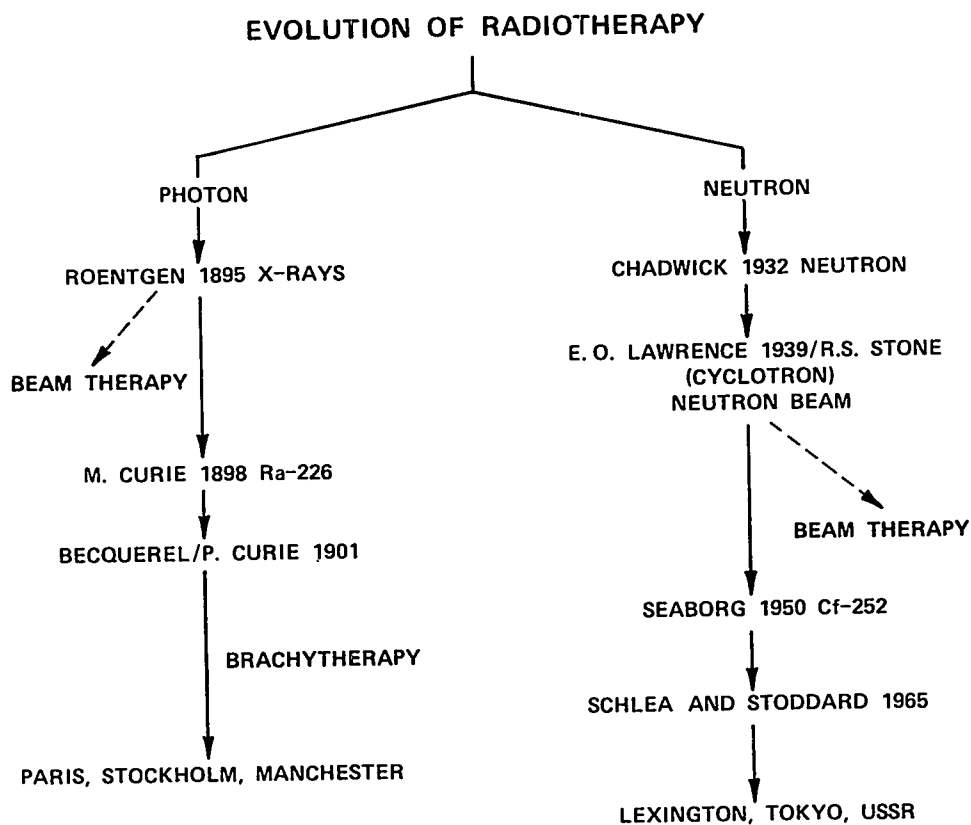 EVOLUTION OF RADIOTHERAPY
PHOTON
ROENTGEN 1895 X-RAYS
BEAM THERAPY
M. CURIE 1898 Ra-226
BECQUEREL/P. CURIE 1901
BRACHYTHERAPY
PARIS, STOCKHOLM, MANCHESTER
NEUTRON
CHADWICK 1932 NEUTRON
E. O. LAWRENCE 1939/R.S. STONE
(CYCLOTRON)
NEUTRON BEAM
BEAM THERAPY
SEABORG 1950 Cf-252
SCHLEA AND STODDARD 1965
LEXINGTON, TOKYO, USSR